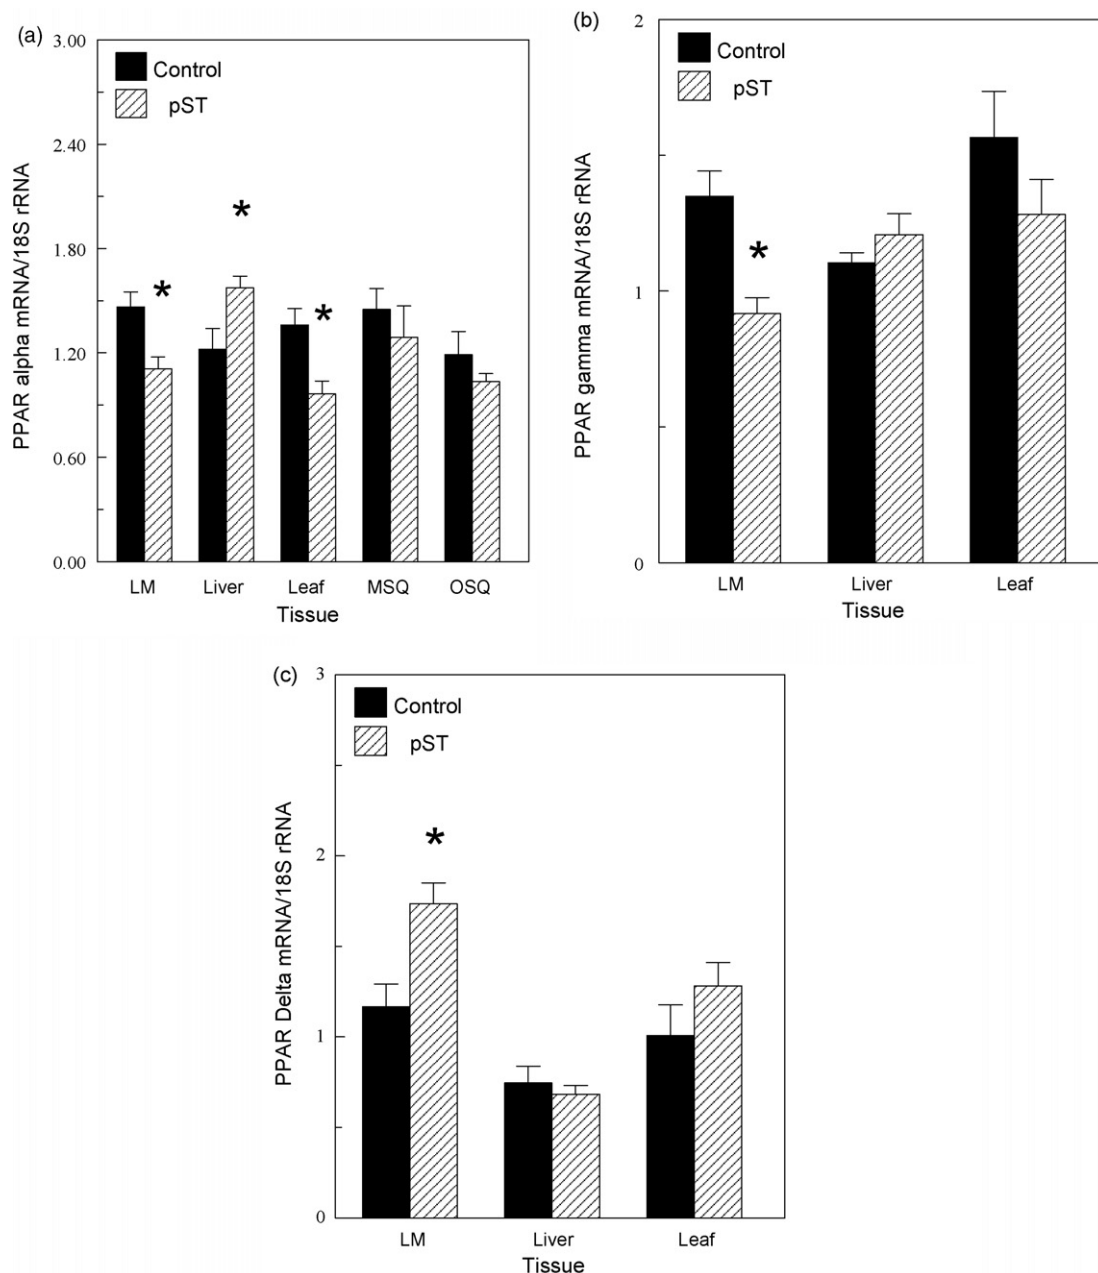 (a)
3.00
2.40
1.80
1.20
0.60
0.00
PPAR alpha mRNA/18S rRNA
Control
pST
*
*
*
LM Liver Leaf MSQ OSQ
Tissue
(b)
2
1
0
PPAR gamma mRNA/18S rRNA
Control
pST
*
LM Liver Leaf
Tissue
(c)
3
2
1
0
PPAR Delta mRNA/18S rRNA
Control
pST
*
LM Liver Leaf
Tissue